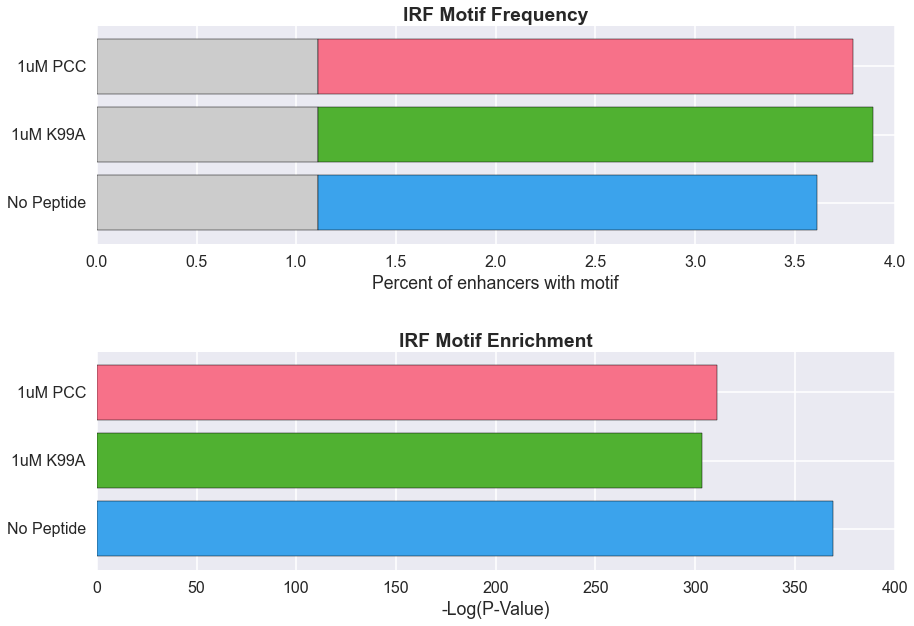 IRF Motif Frequency
1uM PCC
1uM K99A
No Peptide
0.0 0.5 1.0 1.5 2.0 2.5 3.0 3.5 4.0
Percent of enhancers with motif
IRF Motif Enrichment
1uM PCC
1uM K99A
No Peptide
0 50 100 150 200 250 300 350 400
-Log(P-Value)